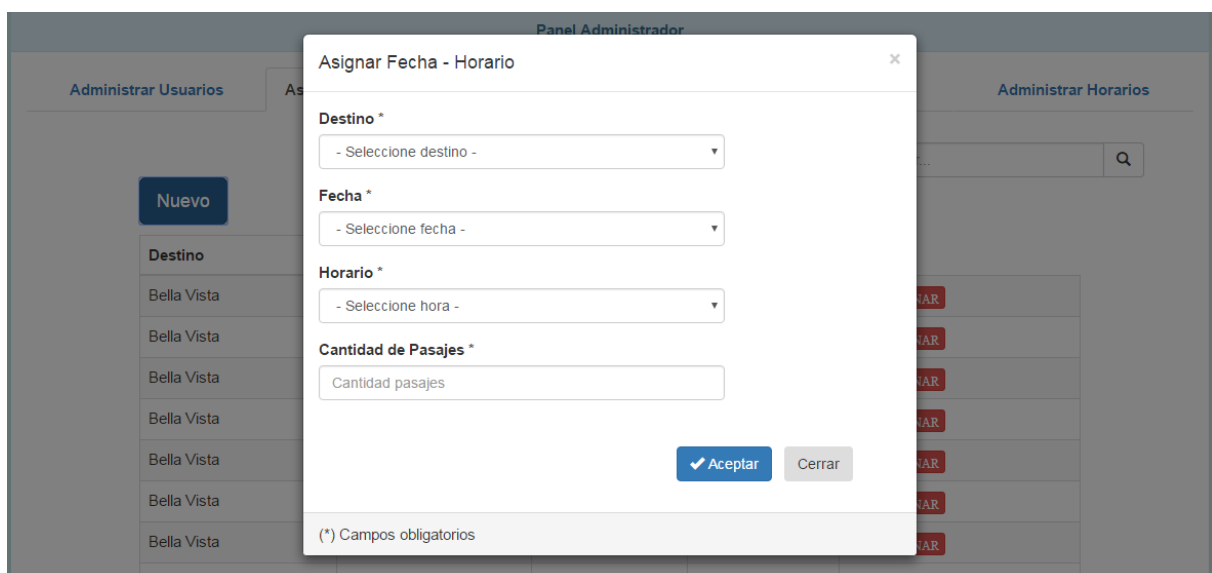 Panel Administrador
Asignar Fecha - Horario ×
Administrar Usuarios As Administrar Horarios
Destino *
- Seleccione destino -
Nuevo
Fecha *
- Seleccione fecha -
Destino
Horario *
Bella Vista
- Seleccione hora -
Bella Vista
Cantidad de Pasajes *
Bella Vista
Cantidad pasajes
Bella Vista
Bella Vista
Aceptar Cerrar
Bella Vista
Bella Vista
(*) Campos obligatorios